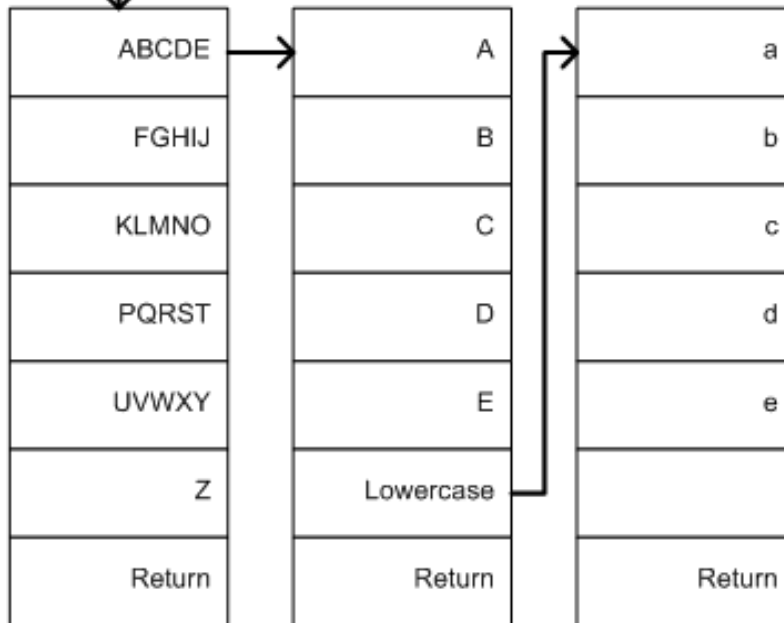 ABCDE
FGHIJ
KLMNO
PQRST
UVWXY
Z
Return
A
B
C
D
E
Lowercase
Return
a
b
c
d
e
Return